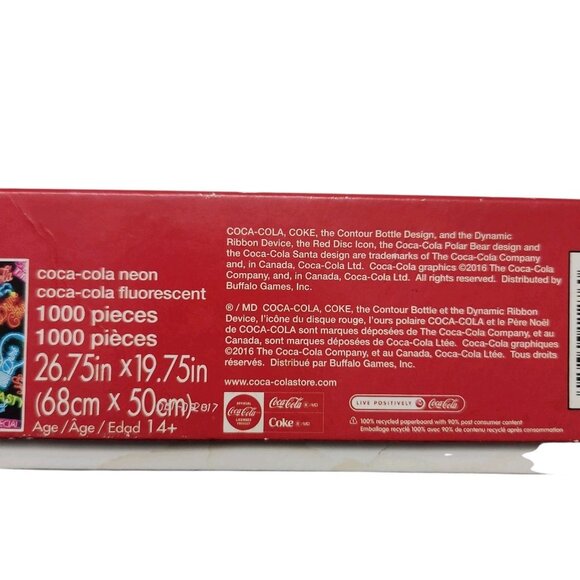 coca-cola neon
coca-cola fluorescent
1000 pieces
1000 pièces
26.75in x 19.75in
(68cm x 50cm)
Age / Âge / Edad 14+
COCA-COLA, COKE, the Contour Bottle Design, and the Dynamic
Ribbon Device, the Red Disc Icon, the Coca-Cola Polar Bear design and
the Coca-Cola Santa design are trademarks of The Coca-Cola Company
and, in Canada, Coca-Cola Ltd. Coca-Cola graphics ©2016 The Coca-Cola
Company, and, in Canada, Coca-Cola Ltd. All rights reserved. Distributed by
Buffalo Games, Inc.
® / MD COCA-COLA, COKE, the Contour Bottle et the Dynamic Ribbon
Device, l'icône du disque rouge, l'ours polaire COCA-COLA et le Père Noël
de COCA-COLA sont marques déposées de The Coca-Cola Company, et
au Canada, Coca-Cola Ltée sont marques déposées. Coca-Cola graphiques
©2016 The Coca-Cola Company, et au Canada, Coca-Cola Ltée. Tous droits
réservés. Distribué par Buffalo Games, Inc.
www.coca-colastore.com
OFFICIAL
Coca-Cola
LICENSED
PRODUCT
Coca-Cola ®/MD
Coke ®/MD
LIVE POSITIVELY Coca-Cola
100% recycled paperboard with 90% post consumer content
Emballage recyclé 100% avec 90% de contenu recyclé après consommation